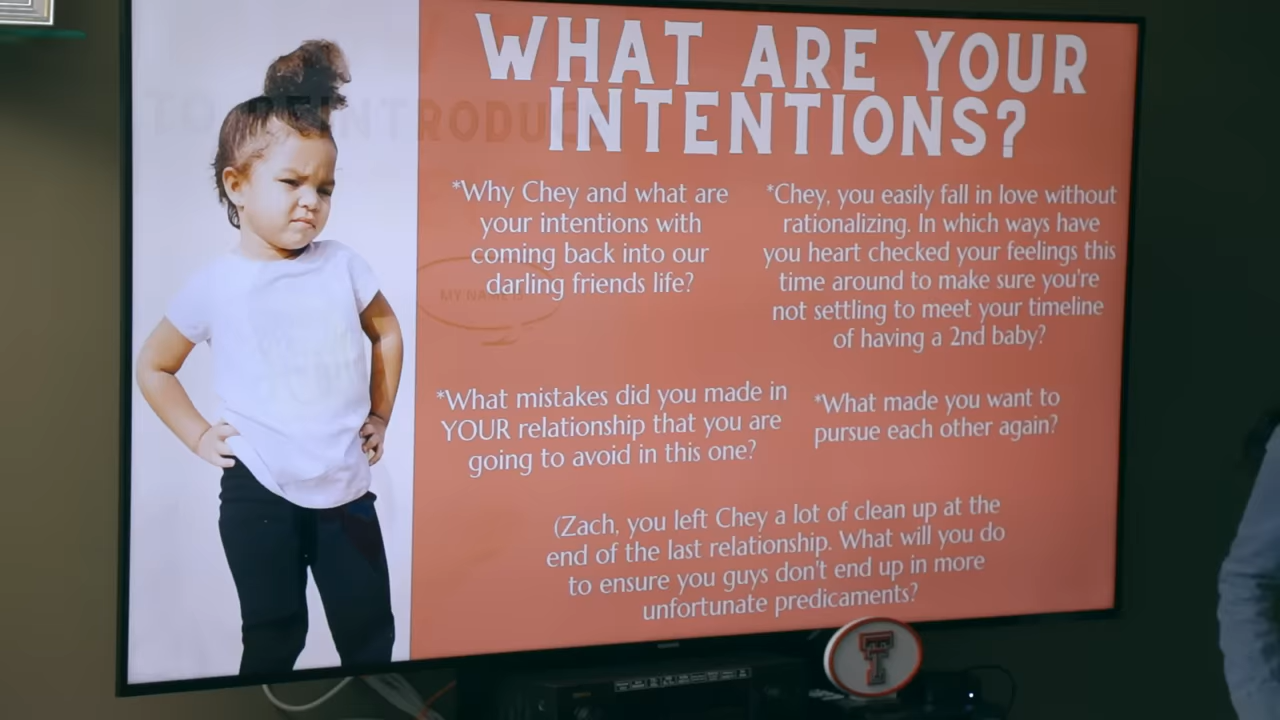 WHAT ARE YOUR
INTENTIONS?
*Why Chey and what are
your intentions with
coming back into our
darling friends life?
*Chey, you easily fall in love without
rationalizing. In which ways have
you heart checked your feelings this
time around to make sure you're
not settling to meet your timeline
of having a 2nd baby?
*What mistakes did you made in
YOUR relationship that you are
going to avoid in this one?
*What made you want to
pursue each other again?
(Zach, you left Chey a lot of clean up at the
end of the last relationship. What will you do
to ensure you guys don't end up in more
unfortunate predicaments?
TO REINTRODUCE
MY NAME IS